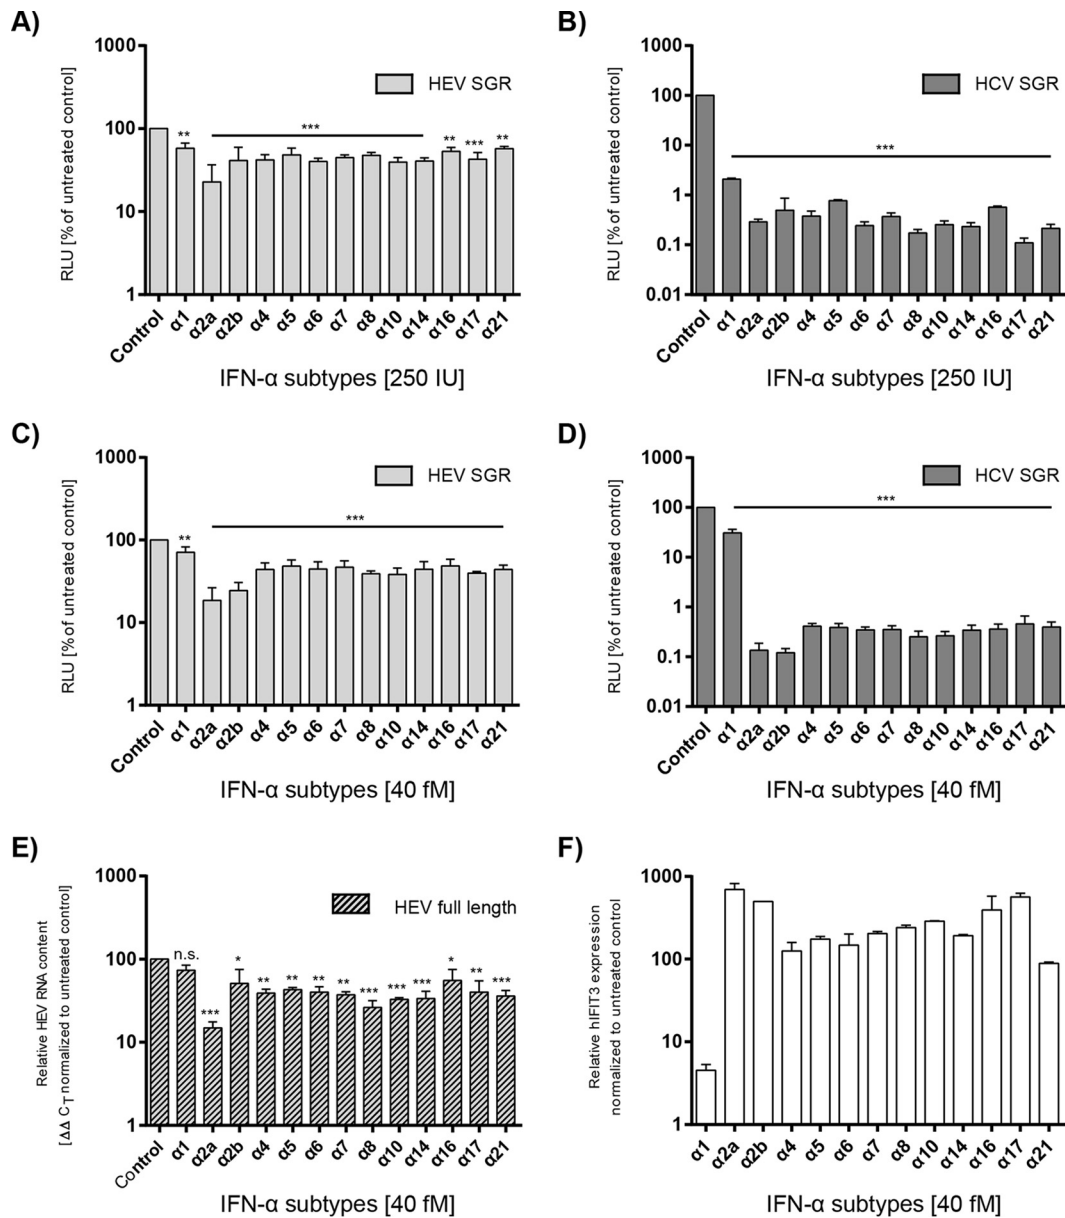 A)
RLU [% of untreated control]
1000
100
10
1
HEV SGR
** *** ** *** **
Control α1 α2a α2b α4 α5 α6 α7 α8 α10 α14 α16 α17 α21
IFN-α subtypes [250 IU]
B)
RLU [% of untreated control]
1000
100
10
1
0.1
0.01
HCV SGR
***
Control α1 α2a α2b α4 α5 α6 α7 α8 α10 α14 α16 α17 α21
IFN-α subtypes [250 IU]
C)
RLU [% of untreated control]
1000
100
10
1
HEV SGR
** ***
Control α1 α2a α2b α4 α5 α6 α7 α8 α10 α14 α16 α17 α21
IFN-α subtypes [40 fM]
D)
RLU [% of untreated control]
1000
100
10
1
0.1
0.01
HCV SGR
***
Control α1 α2a α2b α4 α5 α6 α7 α8 α10 α14 α16 α17 α21
IFN-α subtypes [40 fM]
E)
Relative HEV RNA content
[ΔΔ CT normalized to untreated control]
1000
100
10
1
HEV full length
n.s. *** * ** ** ** ** *** *** *** * ** ***
Control α1 α2a α2b α4 α5 α6 α7 α8 α10 α14 α16 α17 α21
IFN-α subtypes [40 fM]
F)
Relative hIFIT3 expression
normalized to untreated control
1000
100
10
1
α1 α2a α2b α4 α5 α6 α7 α8 α10 α14 α16 α17 α21
IFN-α subtypes [40 fM]